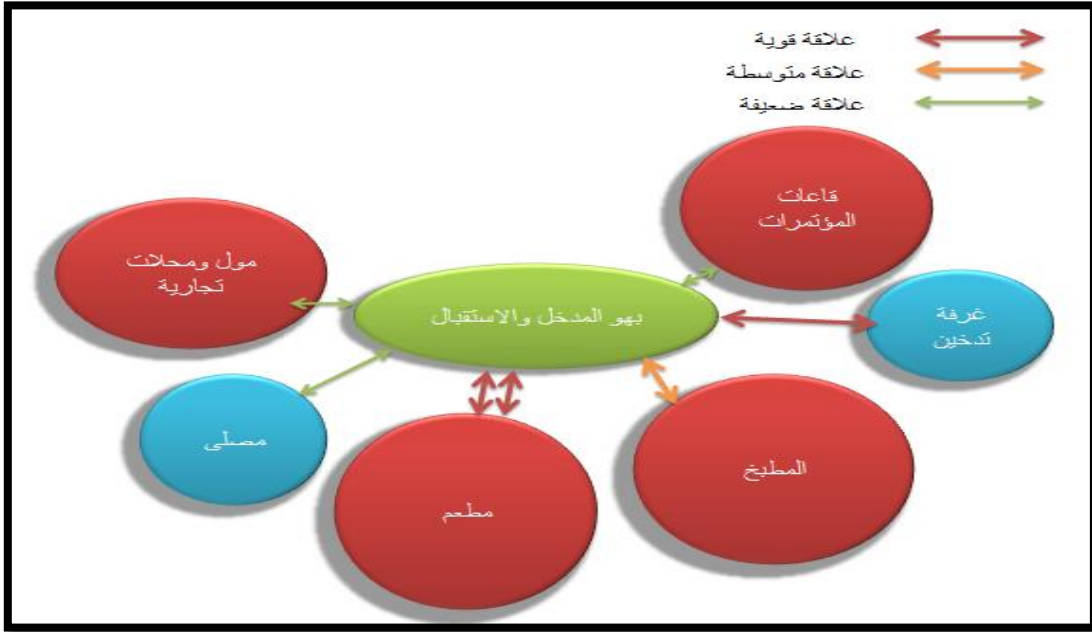 علاقة قوية
علاقة متوسطة
علاقة ضعيفة
قاعات
المؤتمرات
مول ومحلات
تجارية
بهو المدخل والاستقبال
غرفة
تدخين
مصلى
مطعم
المطبخ